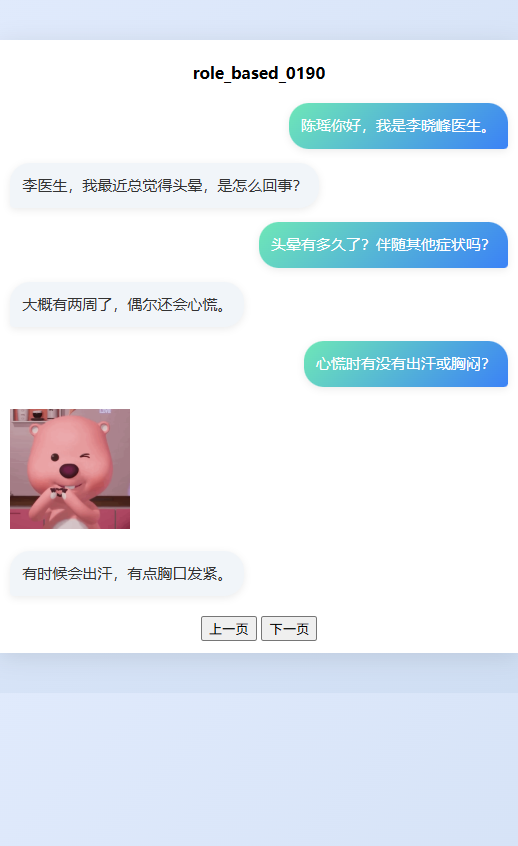 role_based_0190
陈瑶你好，我是李晓峰医生。
李医生，我最近总觉得头晕，是怎么回事？
头晕有多久了？伴随其他症状吗？
大概有两周了，偶尔还会心慌。
心慌时有没有出汗或胸闷？
LIVE
有时候会出汗，有点胸口发紧。
上一页 下一页